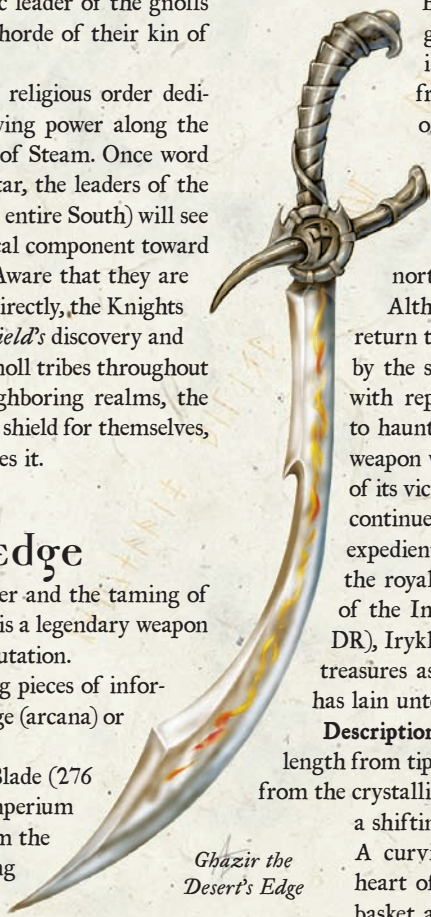 c leader of the gnolls
horde of their kin of
religious order dedi-
ving power along the
of Steam. Once word
tar, the leaders of the
entire South) will see
cal component toward
Aware that they are
directly, the Knights
ield's discovery and
noll tribes throughout
ghboring realms, the
shield for themselves,
es it.
Edge
er and the taming of
is a legendary weapon
utation.
g pieces of infor-
ge (arcana) or
Blade (276
mperium
m the
ng
Ghazir the
Desert's Edge
nort
Alth
return t
by the s
with rep
to haunt
weapon w
of its vic
continue
expedient
the royal
of the Im
DR), Irykl
treasures as
has lain unt
Description
length from tip
from the crystalli
a shiftin
A curvi
heart of
basket a